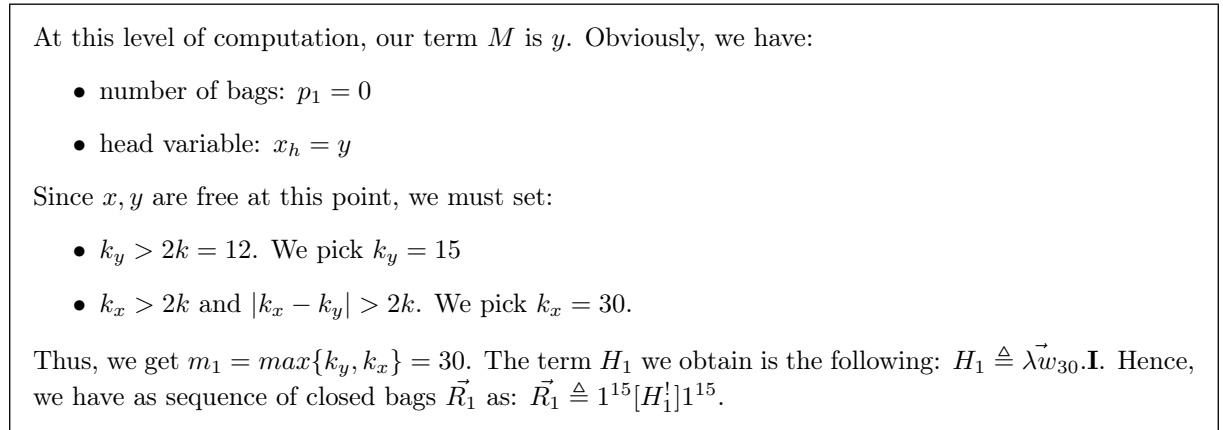 At this level of computation, our term $M$ is $y$. Obviously, we have:
• number of bags: $p_1 = 0$
• head variable: $x_h = y$
Since $x, y$ are free at this point, we must set:
• $k_y > 2k = 12$. We pick $k_y = 15$
• $k_x > 2k$ and $|k_x - k_y| > 2k$. We pick $k_x = 30$.
Thus, we get $m_1 = max\{k_y, k_x\} = 30$. The term $H_1$ we obtain is the following: $H_1 \triangleq \vec{\lambda w}_{30}.\mathbf{I}$. Hence,
we have as sequence of closed bags $\vec{R_1}$ as: $\vec{R_1} \triangleq 1^{15}[H_1^!]1^{15}$.